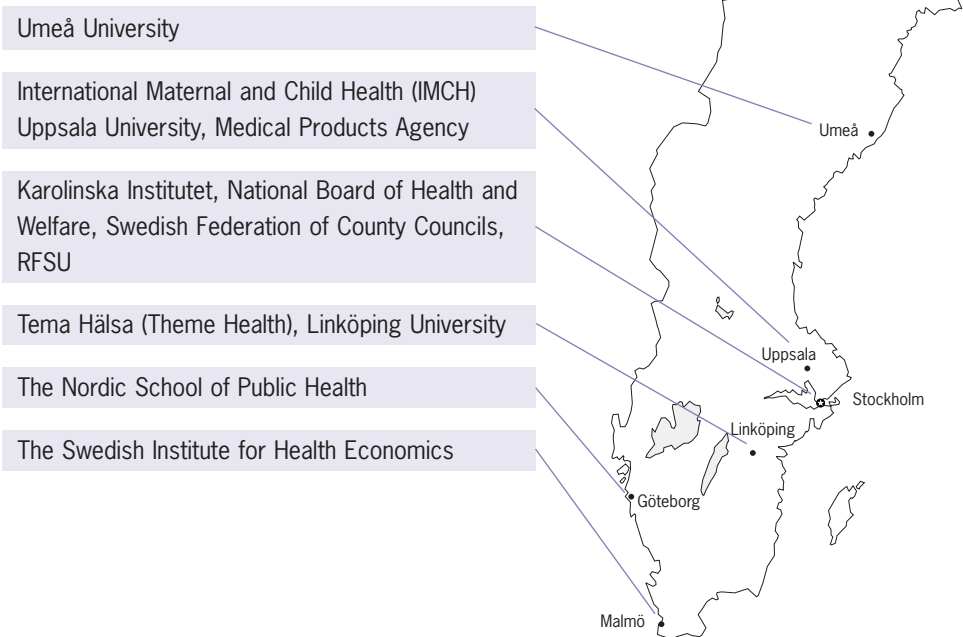 Umeå University
International Maternal and Child Health (IMCH)
Uppsala University, Medical Products Agency
Karolinska Institutet, National Board of Health and
Welfare, Swedish Federation of County Councils,
RFSU
Tema Hälsa (Theme Health), Linköping University
The Nordic School of Public Health
The Swedish Institute for Health Economics
Umeå
Uppsala
Stockholm
Linköping
Göteborg
Malmö